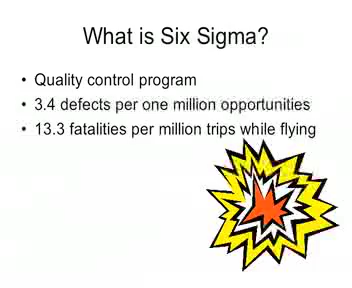 What is Six Sigma?
• Quality control program
• 3.4 defects per one million opportunities
• 13.3 fatalities per million trips while flying